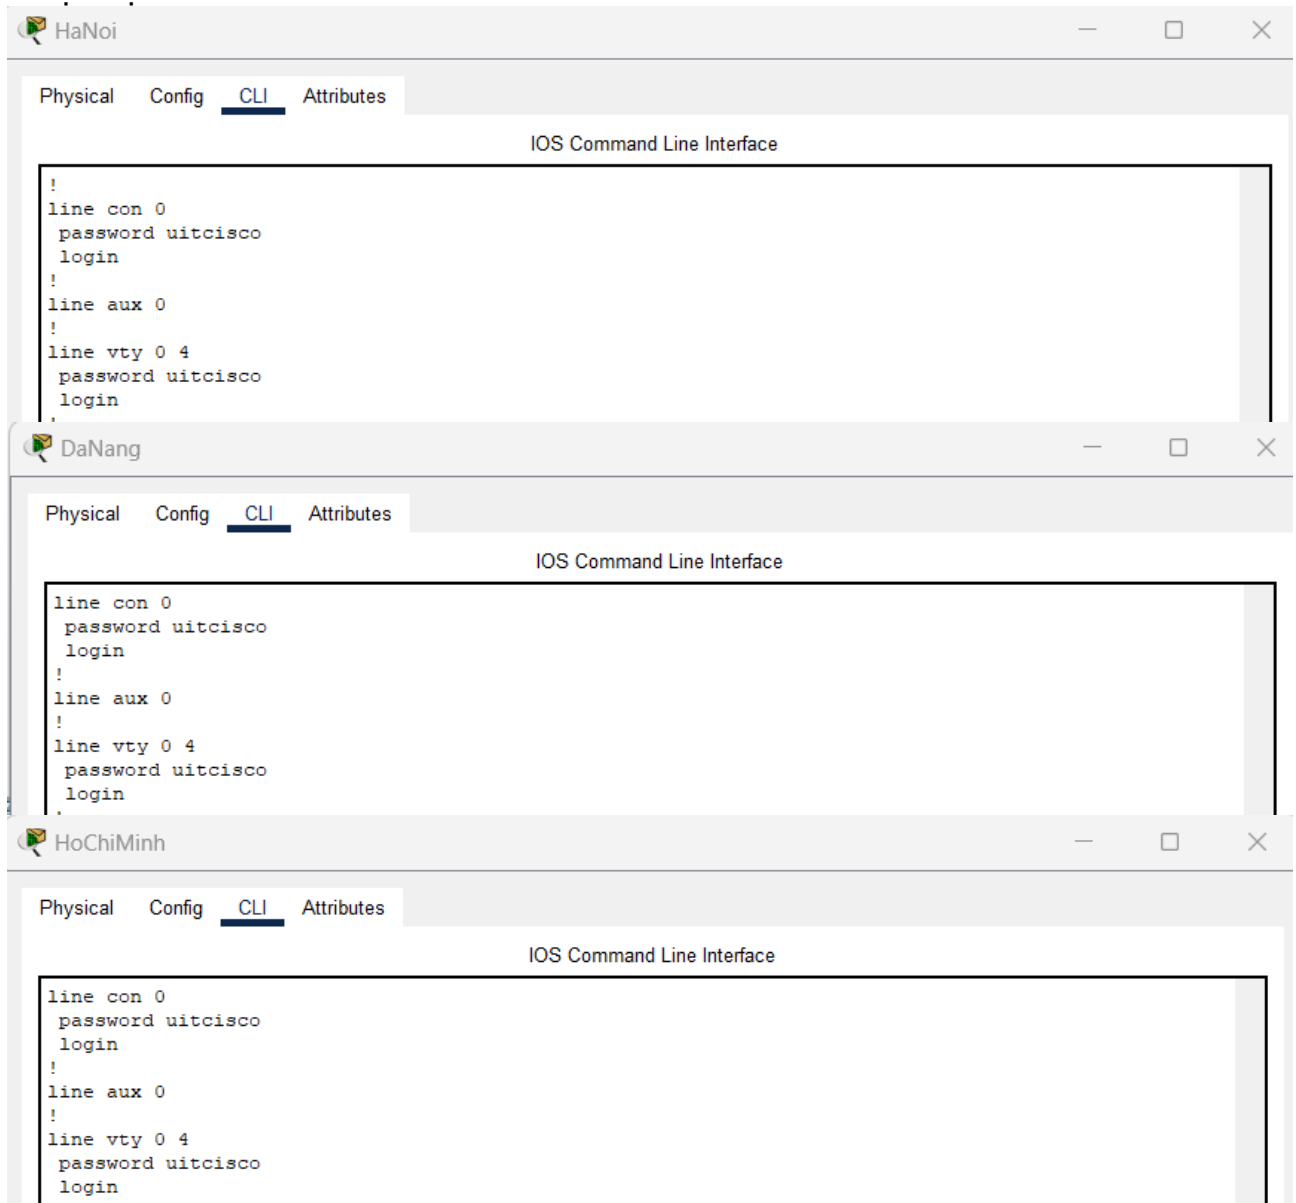 HaNoi
Physical Config CLI Attributes
IOS Command Line Interface
!
line con 0
 password uitcisco
 login
!
line aux 0
!
line vty 0 4
 password uitcisco
 login
DaNang
Physical Config CLI Attributes
IOS Command Line Interface
line con 0
 password uitcisco
 login
!
line aux 0
!
line vty 0 4
 password uitcisco
 login
HoChiMinh
Physical Config CLI Attributes
IOS Command Line Interface
line con 0
 password uitcisco
 login
!
line aux 0
!
line vty 0 4
 password uitcisco
 login